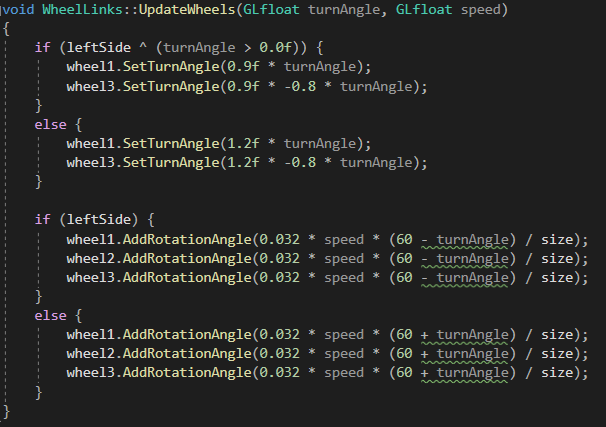 void WheelLinks::UpdateWheels(GLfloat turnAngle, GLfloat speed)
{
    if (leftSide ^ (turnAngle > 0.0f)) {
        wheel1.SetTurnAngle(0.9f * turnAngle);
        wheel3.SetTurnAngle(0.9f * -0.8 * turnAngle);
    }
    else {
        wheel1.SetTurnAngle(1.2f * turnAngle);
        wheel3.SetTurnAngle(1.2f * -0.8 * turnAngle);
    }

    if (leftSide) {
        wheel1.AddRotationAngle(0.032 * speed * (60 - turnAngle) / size);
        wheel2.AddRotationAngle(0.032 * speed * (60 - turnAngle) / size);
        wheel3.AddRotationAngle(0.032 * speed * (60 - turnAngle) / size);
    }
    else {
        wheel1.AddRotationAngle(0.032 * speed * (60 + turnAngle) / size);
        wheel2.AddRotationAngle(0.032 * speed * (60 + turnAngle) / size);
        wheel3.AddRotationAngle(0.032 * speed * (60 + turnAngle) / size);
    }
}